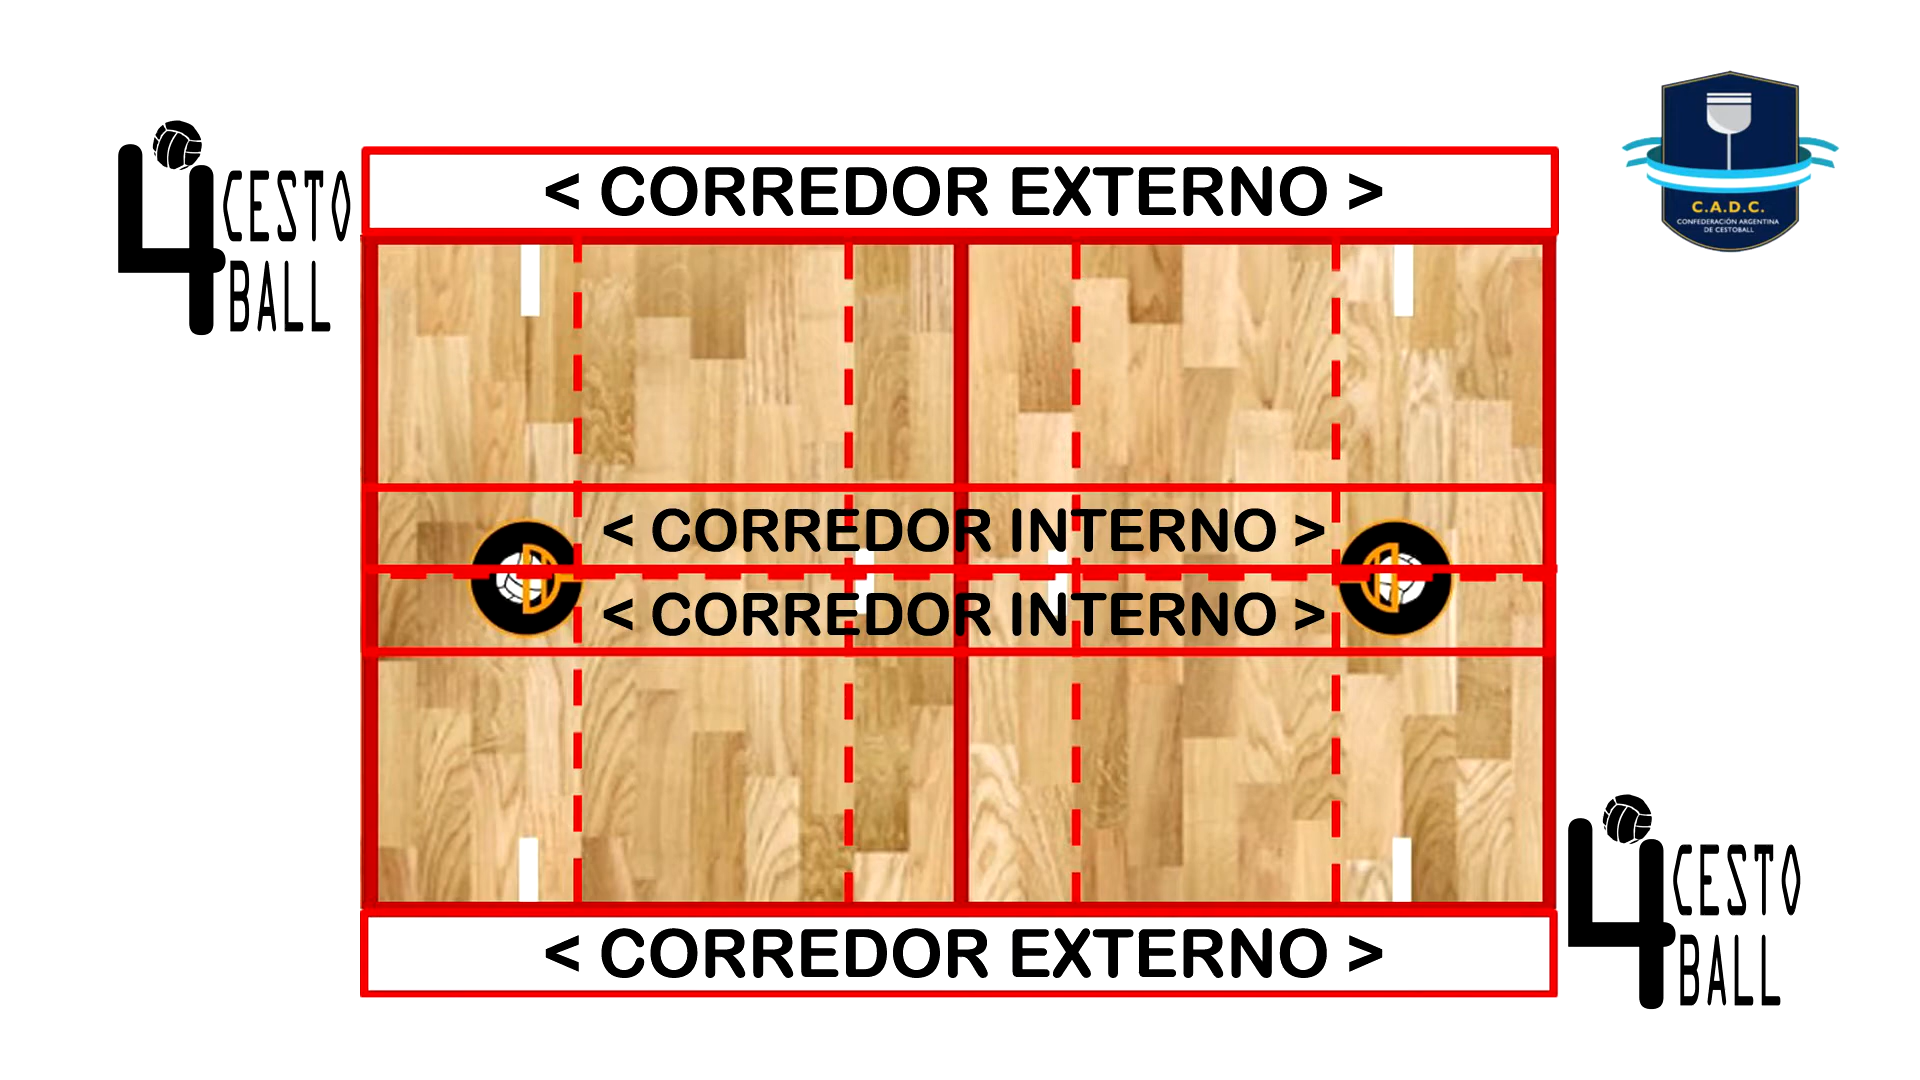 4 CESTO
BALL
< CORREDOR EXTERNO >
C.A.D.C.
CONFEDERACIÓN ARGENTINA
DE CESTOBALL
< CORREDOR INTERNO >
< CORREDOR INTERNO >
< CORREDOR EXTERNO >
4 CESTO
BALL